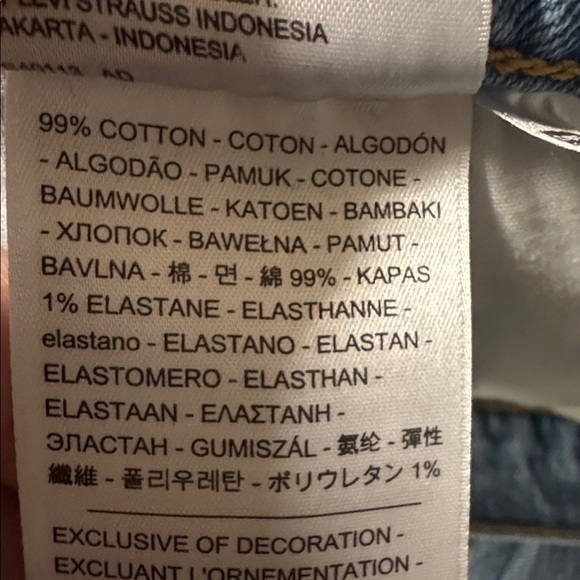 LEVI STRAUSS INDONESIA
JAKARTA - INDONESIA
99% COTTON - COTON - ALGODÓN
- ALGODÃO - PAMUK - COTONE -
BAUMWOLLE - KATOEN - BAMBAKI
- ХЛОПОК - BAWEŁNA - PAMUT -
BAVLNA - 棉 - 면 - 綿 99% - KAPAS
1% ELASTANE - ELASTHANNE -
elastano - ELASTANO - ELASTAN -
ELASTOMERO - ELASTHAN -
ELASTAAN - ΕΛΑΣΤΑΝΗ -
ЭЛАСТАН - GUMISZÁL - 氨纶 - 彈性
纖維 - 폴리우레탄 - ポリウレタン 1%
EXCLUSIVE OF DECORATION -
EXCLUANT L'ORNEMENTATION -